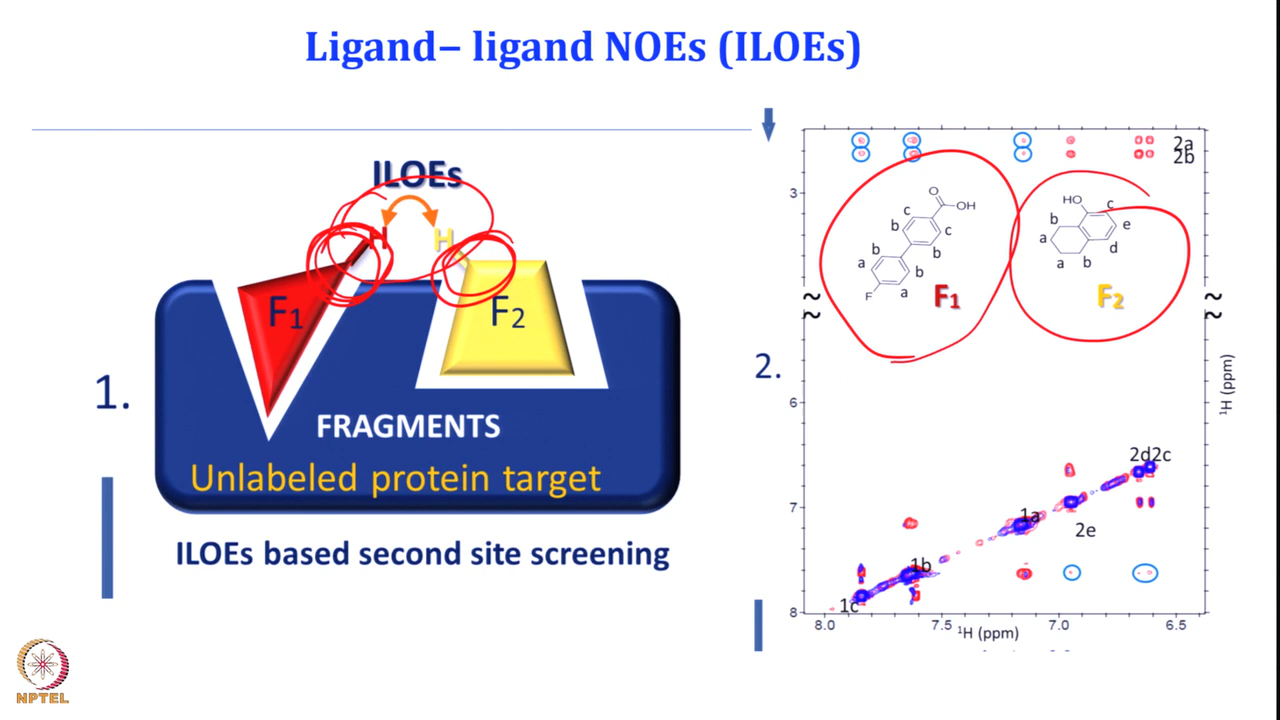 Ligand– ligand NOEs (ILOEs)
ILOEs
H
H
F1
F2
1.
FRAGMENTS
Unlabeled protein target
ILOEs based second site screening
2.
2a
2b
3
6
7
8
8.0
7.5
7.0
6.5
¹H (ppm)
¹H (ppm)
O
OH
c
b
c
b
b
a
b
F
a
F1
HO
c
b
e
a
d
a
b
F2
≈
≈
2d2c
1a
2e
1b
1c
NPTEL